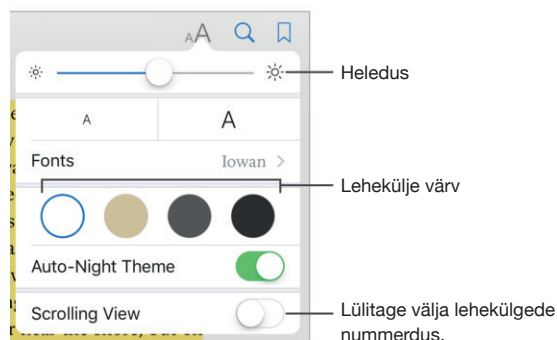 AA
Heledus
A A
Fonts Iowan >
Lehekülje värv
Auto-Night Theme
Scrolling View
Lülitage välja lehekülgede
nummerdus.